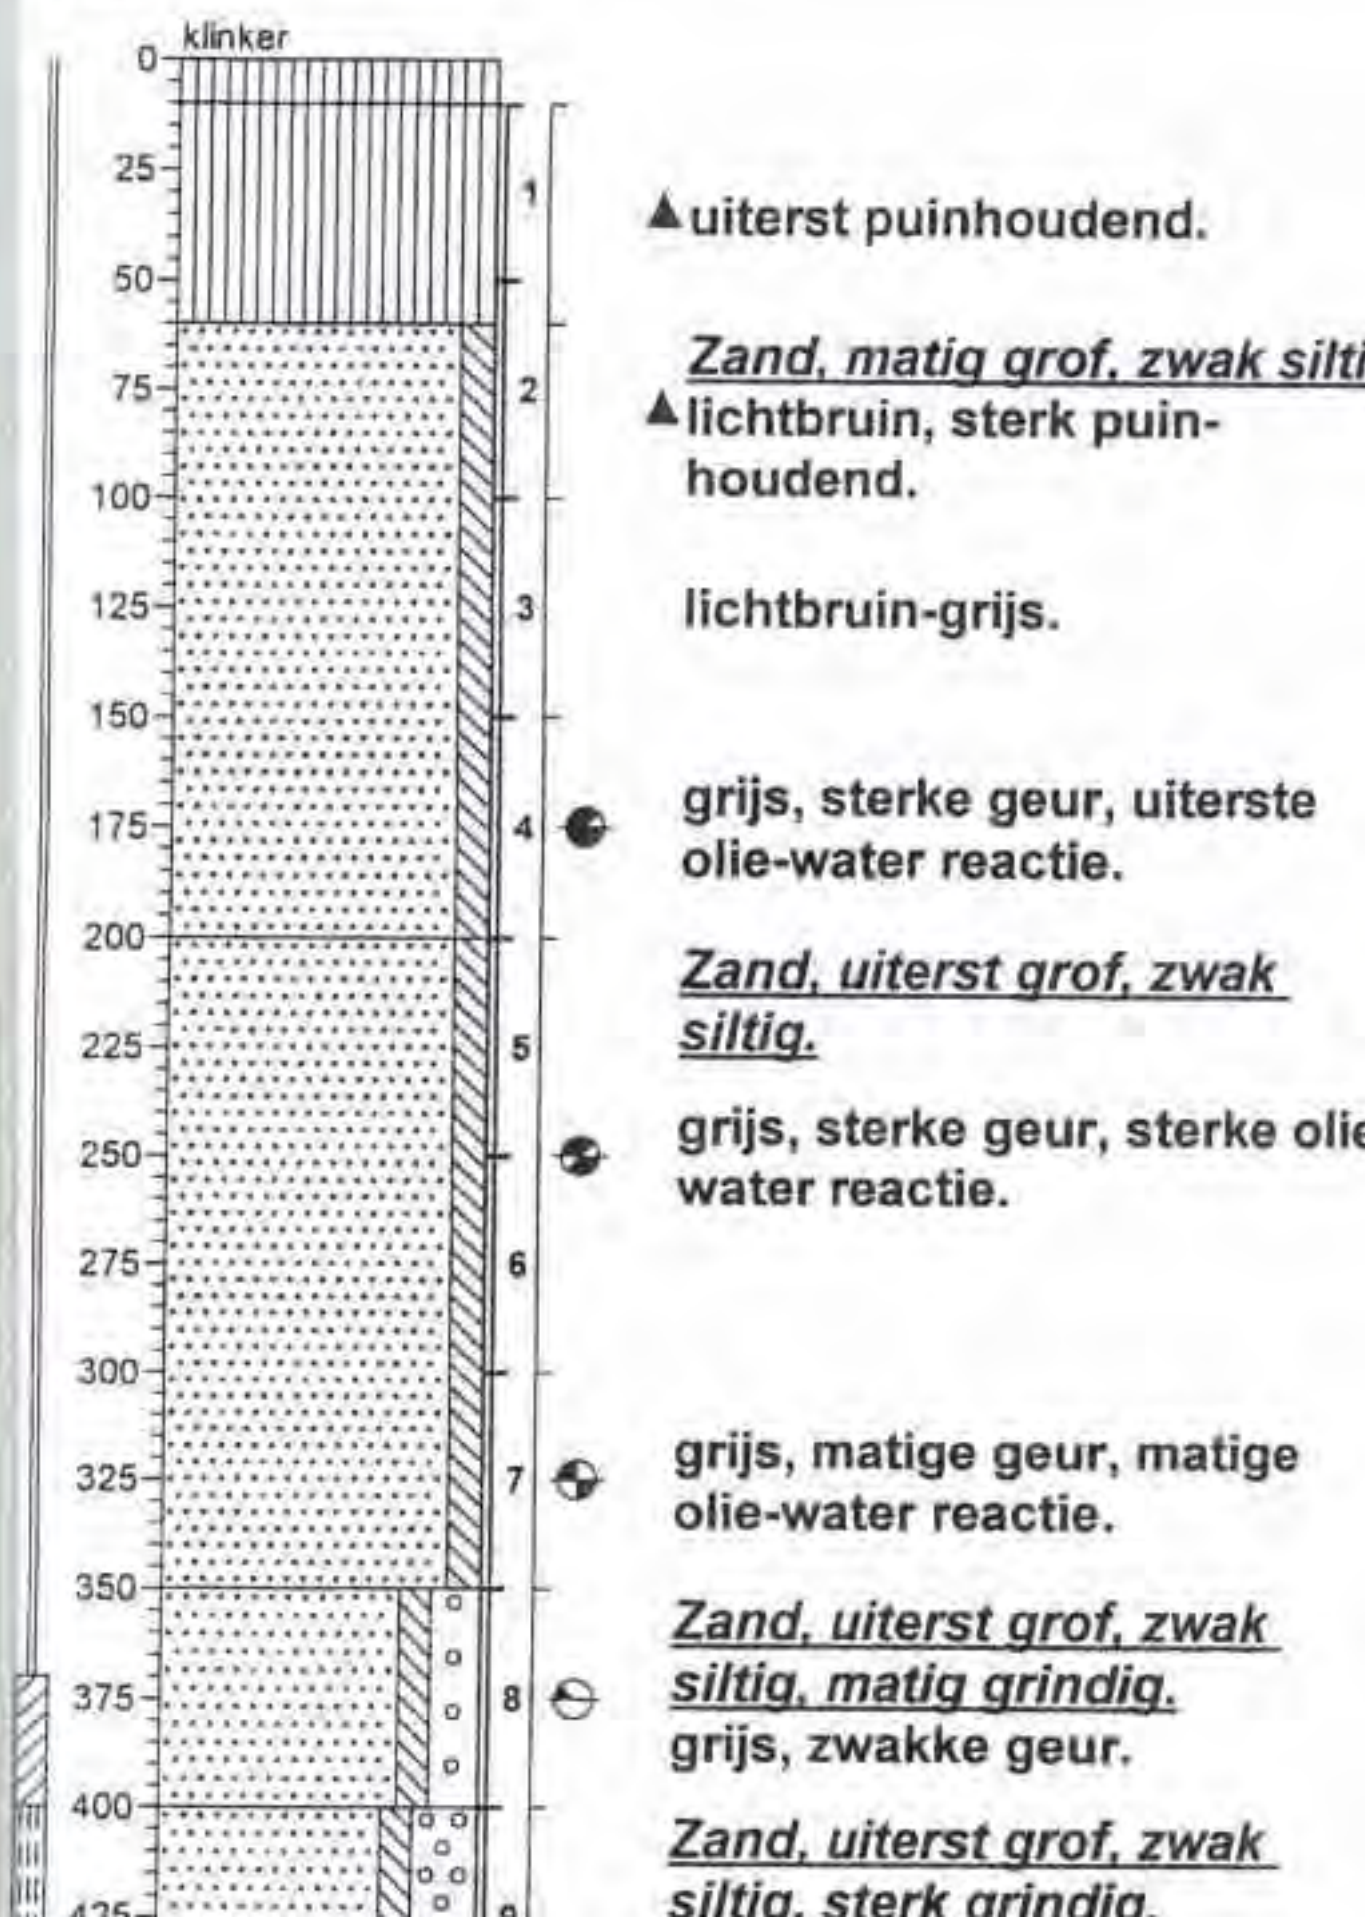 klinker
0
25
1
▲uiterst puinhoudend.
50
Zand, matig grof, zwak silti
75
2
▲lichtbruin, sterk puin-
houdend.
100
125
3
lichtbruin-grijs.
150
grijs, sterke geur, uiterste
175
4
olie-water reactie.
200
Zand, uiterst grof, zwak
siltig.
225
5
grijs, sterke geur, sterke olie
250
water reactie.
275
6
300
grijs, matige geur, matige
325
7
olie-water reactie.
350
Zand, uiterst grof, zwak
375
8
siltig, matig grindig.
grijs, zwakke geur.
400
Zand, uiterst grof, zwak
siltig, sterk grindig.
425
9